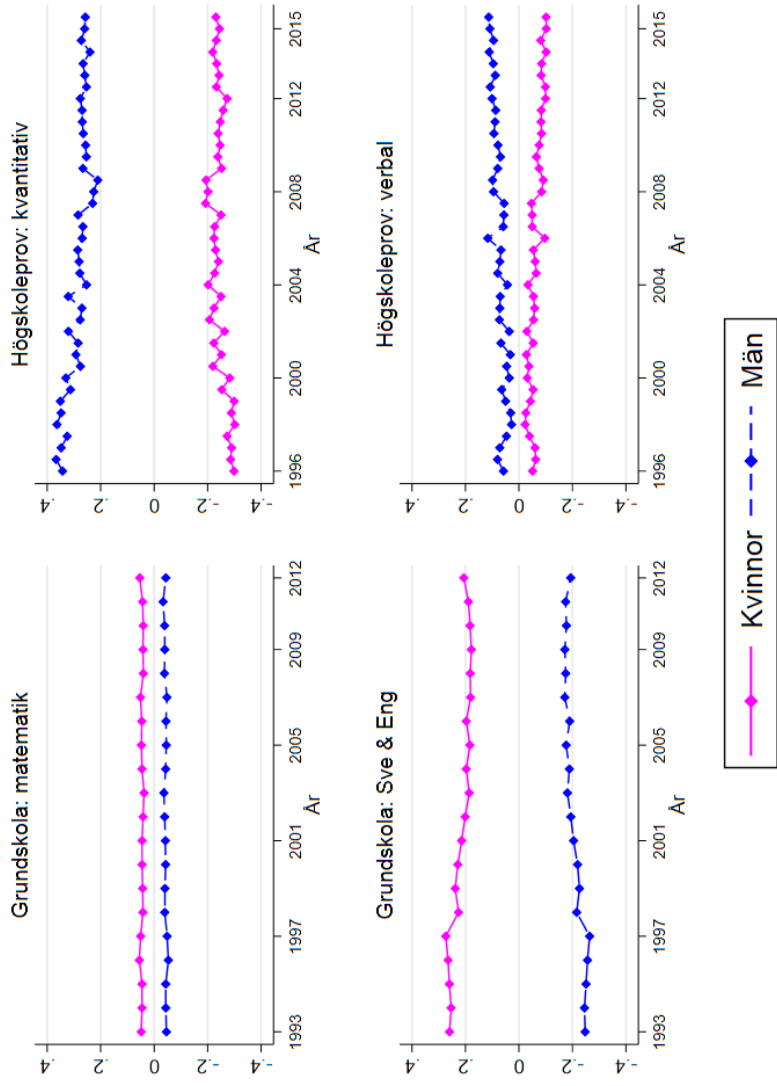 Grundskola: matematik
.4
.2
0
-.2
-.4
1993 1997 2001 2005 2009 2012
År
Högskoleprov: kvantitativ
.4
.2
0
-.2
-.4
1996 2000 2004 2008 2012 2015
År
Grundskola: Sve & Eng
.4
.2
0
-.2
-.4
1993 1997 2001 2005 2009 2012
År
Högskoleprov: verbal
.4
.2
0
-.2
-.4
1996 2000 2004 2008 2012 2015
År
Kvinnor Män